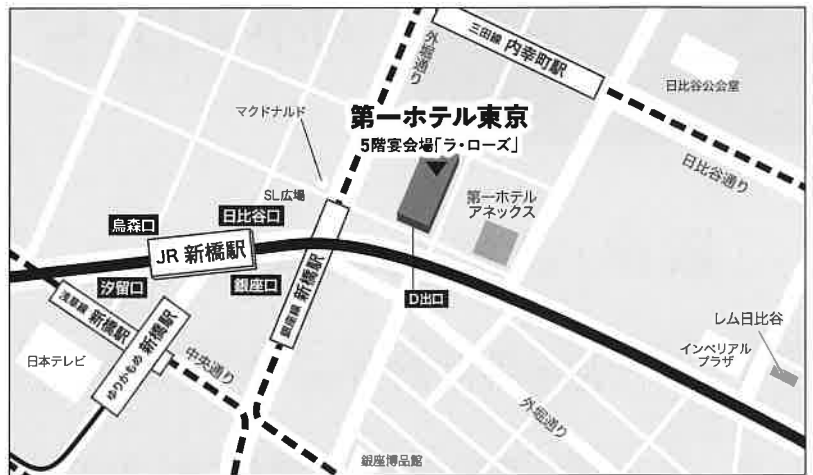 三田線 内幸町駅
外堀通り
日比谷公会堂
マクドナルド
第一ホテル東京
5階宴会場「ラ・ローズ」
日比谷通り
SL広場
第一ホテル
アネックス
烏森口
日比谷口
JR 新橋駅
汐留口
銀座口
銀座線 新橋駅
D出口
浅草線 新橋駅
ゆりかもめ 新橋駅
日本テレビ
中央通り
レム日比谷
インペリアル
プラザ
外堀通り
銀座博品館